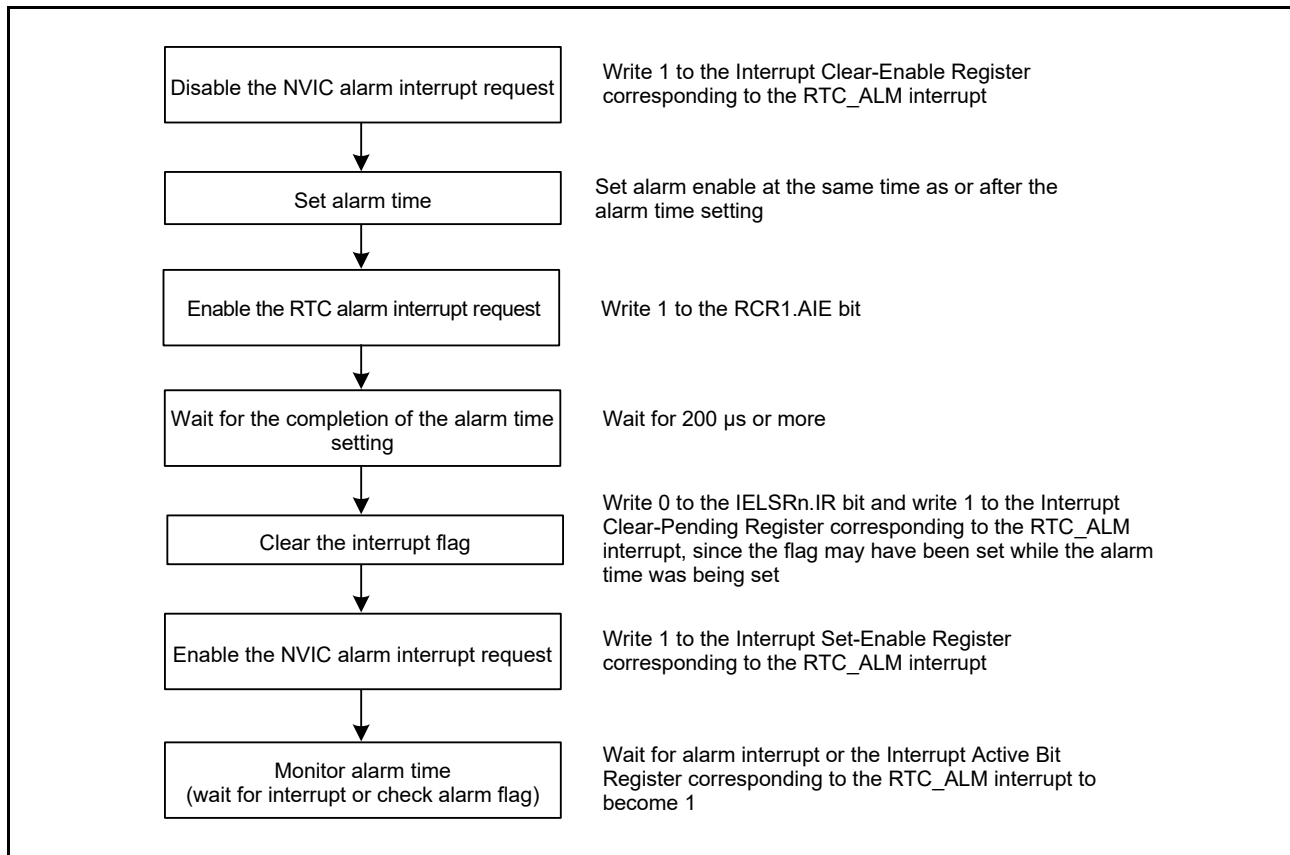 Disable the NVIC alarm interrupt request
Write 1 to the Interrupt Clear-Enable Register
corresponding to the RTC_ALM interrupt
Set alarm time
Set alarm enable at the same time as or after the
alarm time setting
Enable the RTC alarm interrupt request
Write 1 to the RCR1.AIE bit
Wait for the completion of the alarm time
setting
Wait for 200 µs or more
Clear the interrupt flag
Write 0 to the IELSRn.IR bit and write 1 to the Interrupt
Clear-Pending Register corresponding to the RTC_ALM
interrupt, since the flag may have been set while the alarm
time was being set
Enable the NVIC alarm interrupt request
Write 1 to the Interrupt Set-Enable Register
corresponding to the RTC_ALM interrupt
Monitor alarm time
(wait for interrupt or check alarm flag)
Wait for alarm interrupt or the Interrupt Active Bit
Register corresponding to the RTC_ALM interrupt to
become 1